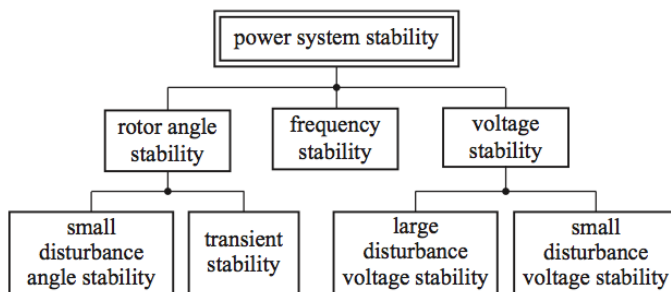 power system stability
rotor angle
stability
frequency
stability
voltage
stability
small
disturbance
angle stability
transient
stability
large
disturbance
voltage stability
small
disturbance
voltage stability